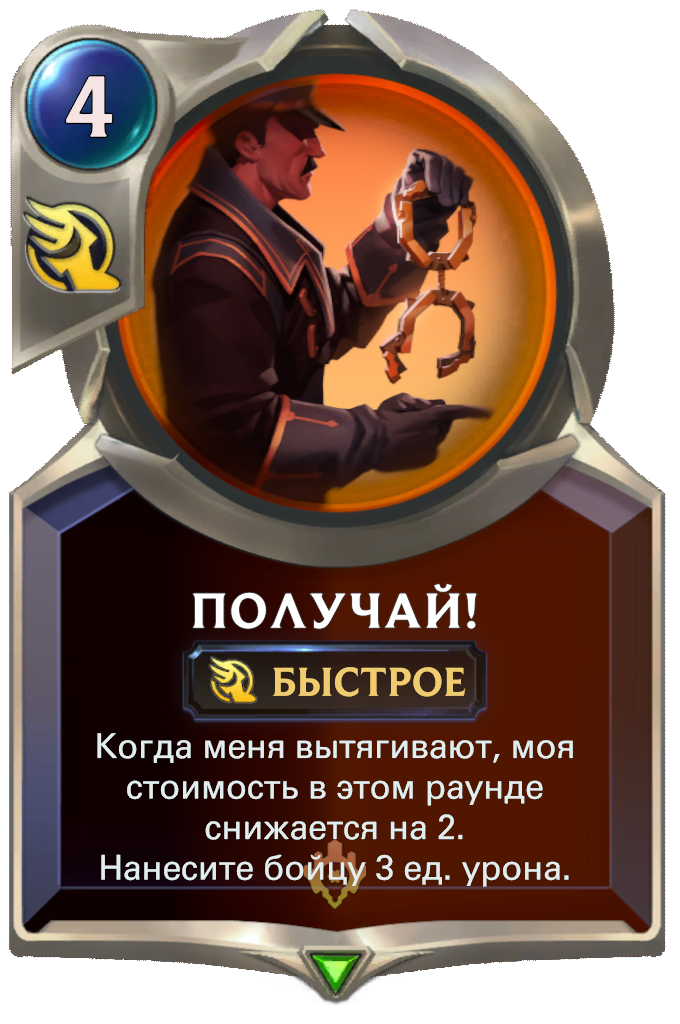 4
ПОЛУЧАЙ!
БЫСТРОЕ
Когда меня вытягивают, моя
стоимость в этом раунде
снижается на 2.
Нанесите бойцу 3 ед. урона.